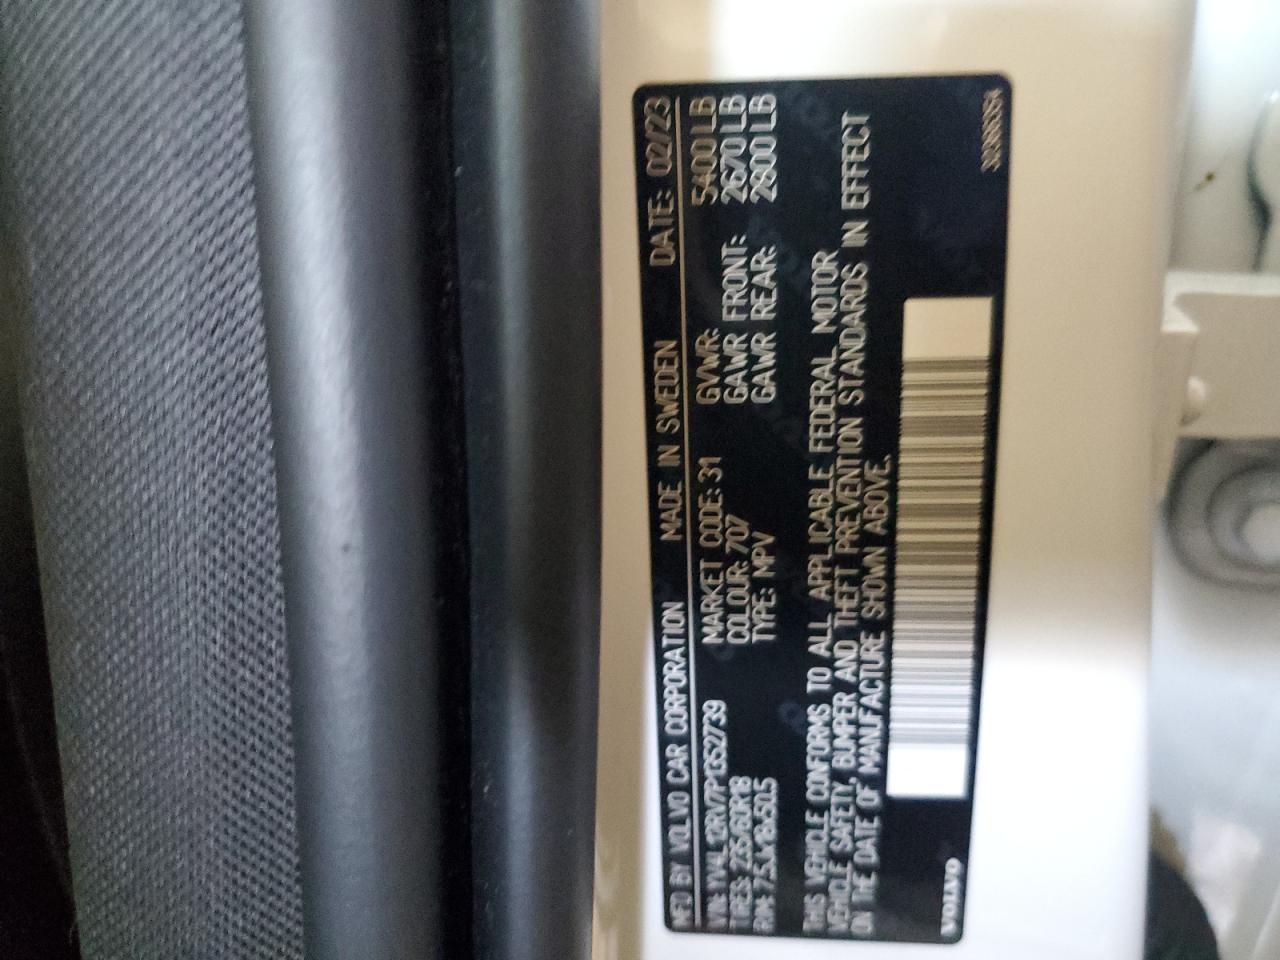 MFD BY VOLVO CAR CORPORATION MADE IN SWEDEN DATE: 02/23
VIN: YV4L12RV7P1352739 MARKET CODE: 31 GVWR: 5400 LB
TIRES: 235/60R18 COLOUR: 707 GAWR FRONT: 2670 LB
RIM: 7.5Jx18x50.5 TYPE: MPV GAWR REAR: 2800 LB
THIS VEHICLE CONFORMS TO ALL APPLICABLE FEDERAL MOTOR
VEHICLE SAFETY, BUMPER AND THEFT PREVENTION STANDARDS IN EFFECT
ON THE DATE OF MANUFACTURE SHOWN ABOVE.
VOLVO